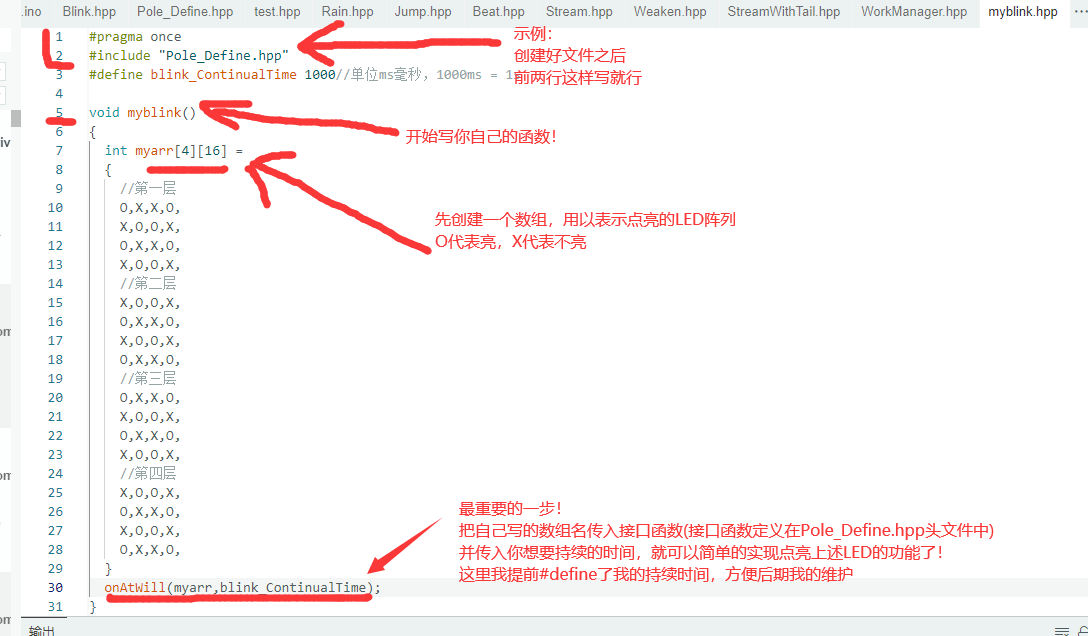 .ino Blink.hpp Pole_Define.hpp test.hpp Rain.hpp Jump.hpp Beat.hpp Stream.hpp Weaken.hpp StreamWithTail.hpp WorkManager.hpp myblink.hpp ...
1 #pragma once
2 #include "Pole_Define.hpp"
3 #define blink_ContinualTime 1000//单位ms毫秒，1000ms = 1
4
5 void myblink()
6 {
7 int myarr[4][16] =
8 {
9 //第一层
10 O,X,X,O,
11 X,O,O,X,
12 O,X,X,O,
13 X,O,O,X,
14 //第二层
15 X,O,O,X,
16 O,X,X,O,
17 X,O,O,X,
18 O,X,X,O,
19 //第三层
20 O,X,X,O,
21 X,O,O,X,
22 O,X,X,O,
23 X,O,O,X,
24 //第四层
25 X,O,O,X,
26 O,X,X,O,
27 X,O,O,X,
28 O,X,X,O,
29 }
30 onAtWill(myarr,blink_ContinualTime);
31 }
示例：
创建好文件之后
前两行这样写就行
开始写你自己的函数！
先创建一个数组，用以表示点亮的LED阵列
O代表亮，X代表不亮
最重要的一步！
把自己写的数组名传入接口函数(接口函数定义在Pole_Define.hpp头文件中)
并传入你想要持续的时间，就可以简单的实现点亮上述LED的功能了！
这里我提前#define了我的持续时间，方便后期我的维护
iv
om
om
om
输出